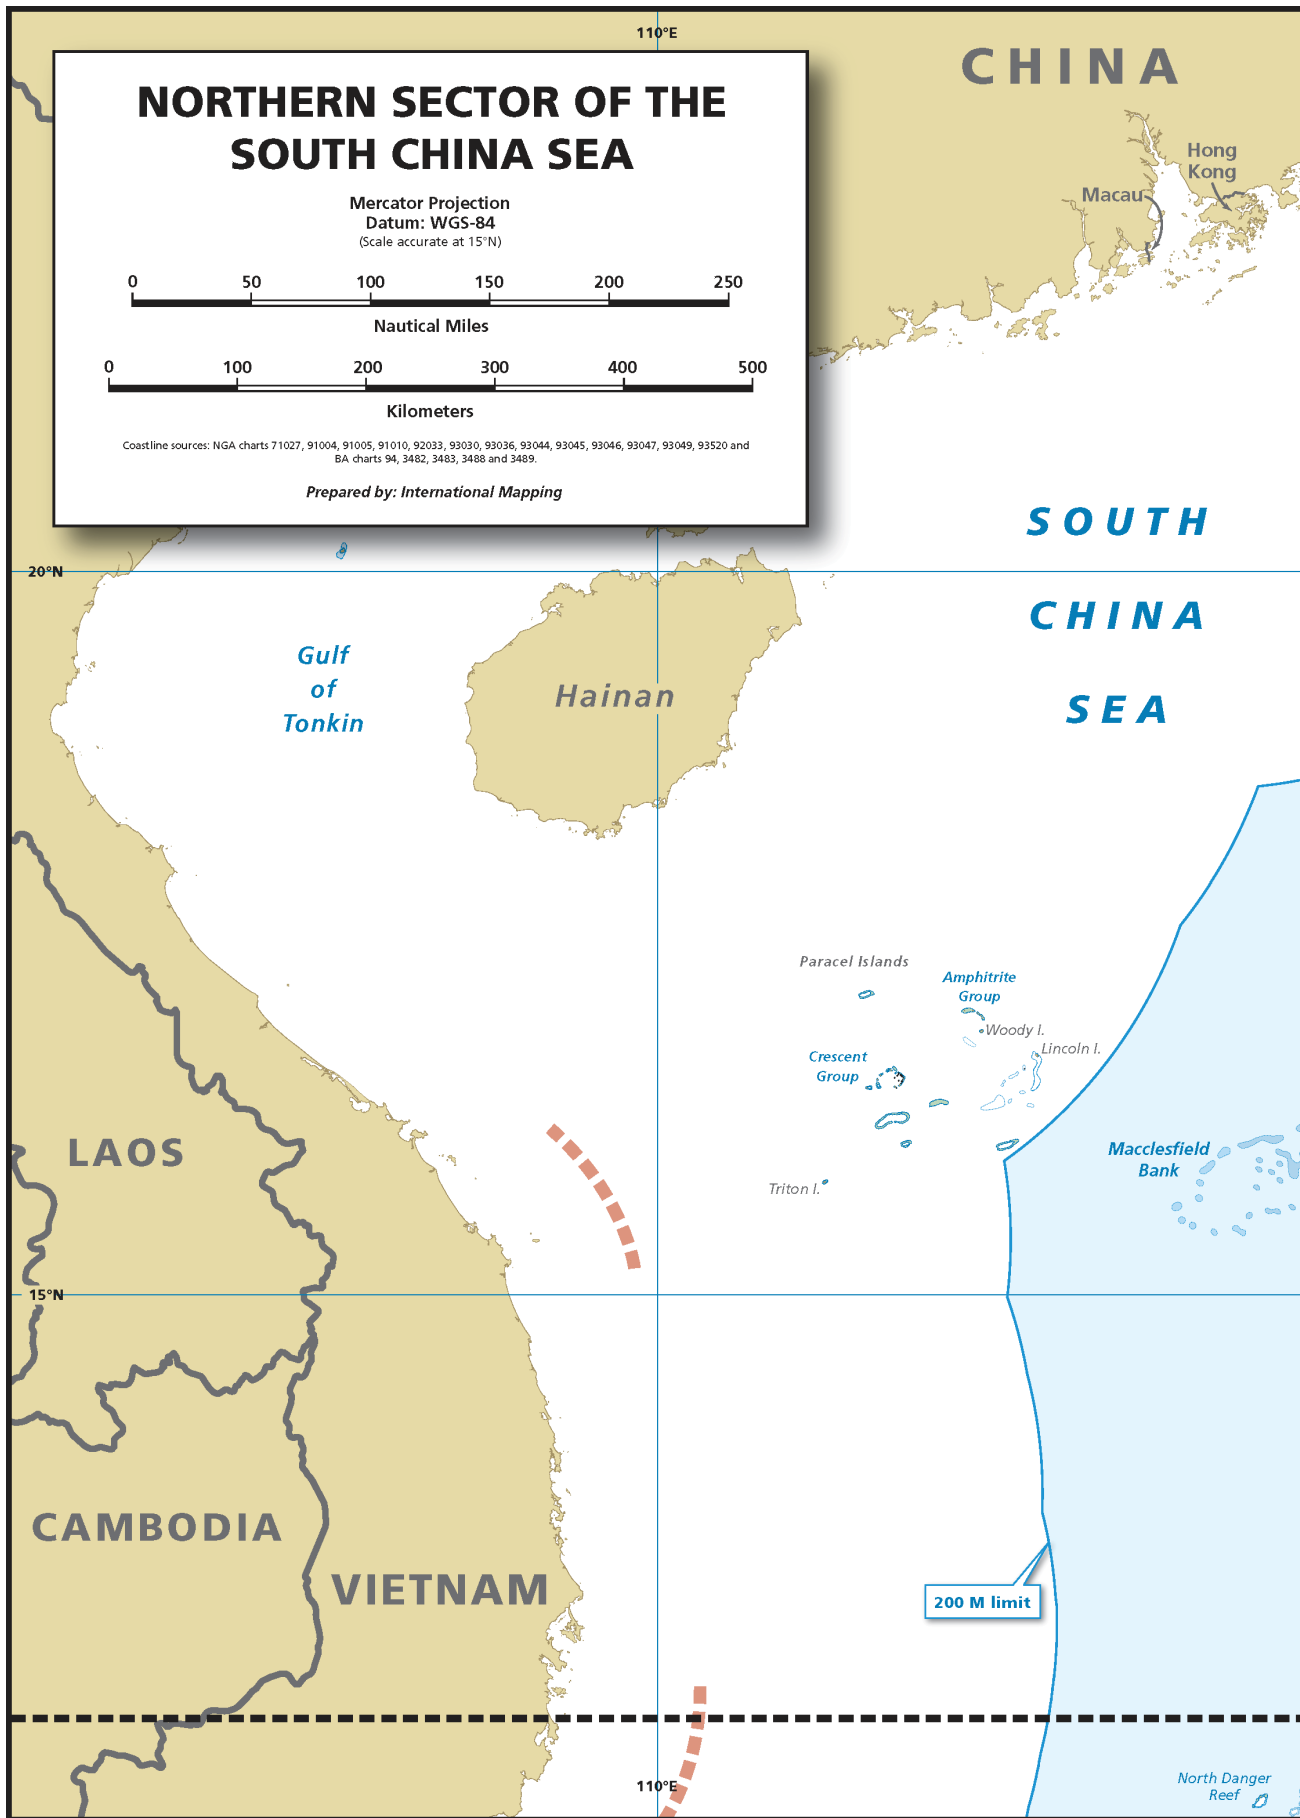 110°E
CHINA
NORTHERN SECTOR OF THE
SOUTH CHINA SEA
Mercator Projection
Datum: WGS-84
(Scale accurate at 15°N)
0 50 100 150 200 250
Nautical Miles
0 100 200 300 400 500
Kilometers
Coastline sources: NGA charts 71027, 91004, 91005, 91010, 92033, 93030, 93036, 93044, 93045, 93046, 93047, 93049, 93520 and
BA charts 94, 3482, 3483, 3488 and 3489.
Prepared by: International Mapping
Hong
Kong
Macau
SOUTH
CHINA
SEA
20°N
Gulf
of
Tonkin
Hainan
Paracel Islands
Amphitrite
Group
Woody I.
Lincoln I.
Crescent
Group
Macclesfield
Bank
Triton I.
LAOS
15°N
CAMBODIA
VIETNAM
200 M limit
110°E
North Danger
Reef